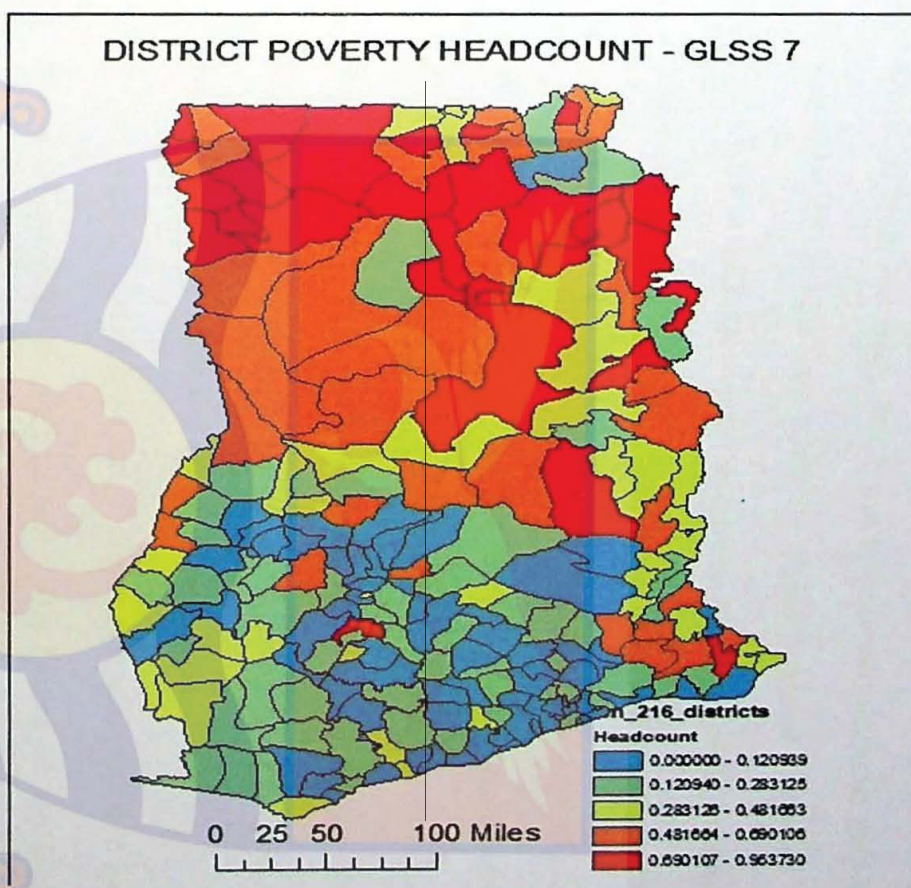 DISTRICT POVERTY HEADCOUNT - GLSS 7
n_216_districts
Headcount
0.000000 - 0.120939
0.120940 - 0.283125
0.283126 - 0.481663
0.481664 - 0.690106
0.690107 - 0.953730
0 25 50 100 Miles